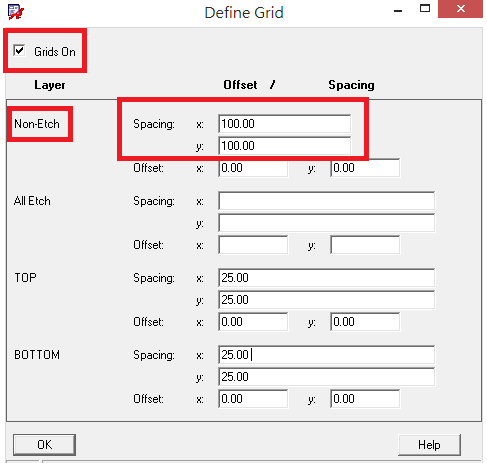 Define Grid
Grids On
Layer Offset / Spacing
Non-Etch Spacing: x: 100.00
y: 100.00
Offset: x: 0.00 y: 0.00
All Etch Spacing: x:
y:
Offset: x: y:
TOP Spacing: x: 25.00
y: 25.00
Offset: x: 0.00 y: 0.00
BOTTOM Spacing: x: 25.00
y: 25.00
Offset: x: 0.00 y: 0.00
OK Help